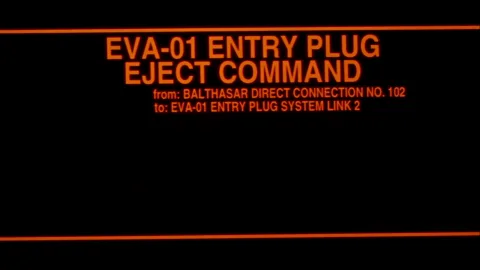 EVA-01 ENTRY PLUG
EJECT COMMAND
from: BALTHASAR DIRECT CONNECTION NO. 102
to: EVA-01 ENTRY PLUG SYSTEM LINK 2